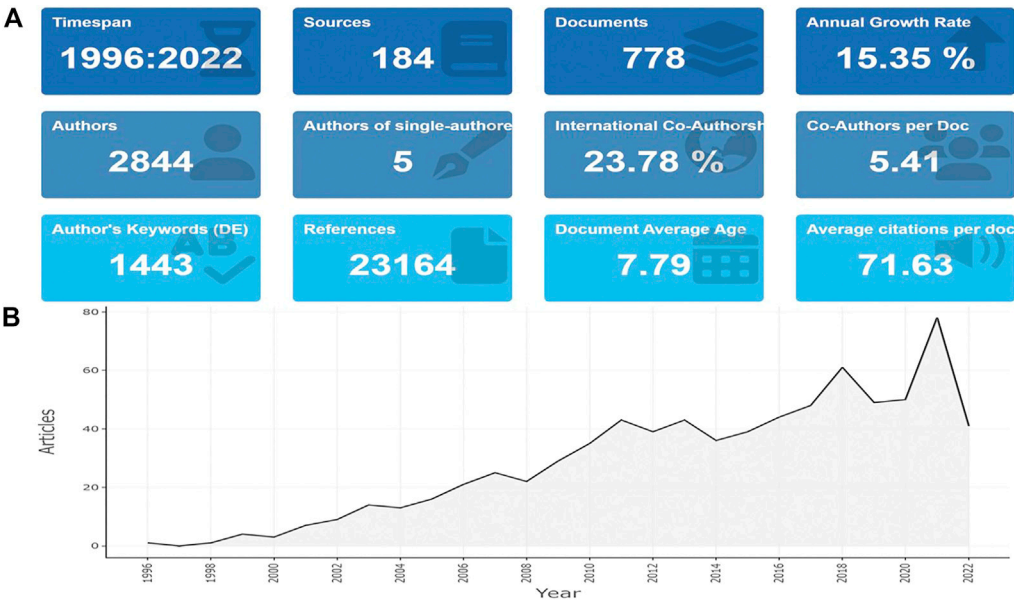 A
Timespan
1996:2022
Sources
184
Documents
778
Annual Growth Rate
15.35 %
Authors
2844
Authors of single-authore
5
International Co-Authorsh
23.78 %
Co-Authors per Doc
5.41
Author's Keywords (DE)
1443
References
23164
Document Average Age
7.79
Average citations per doc
71.63
AB
B
80
60
40
20
0
Articles
1996
1998
2000
2002
2004
2006
2008
2010
2012
2014
2016
2018
2020
2022
Year